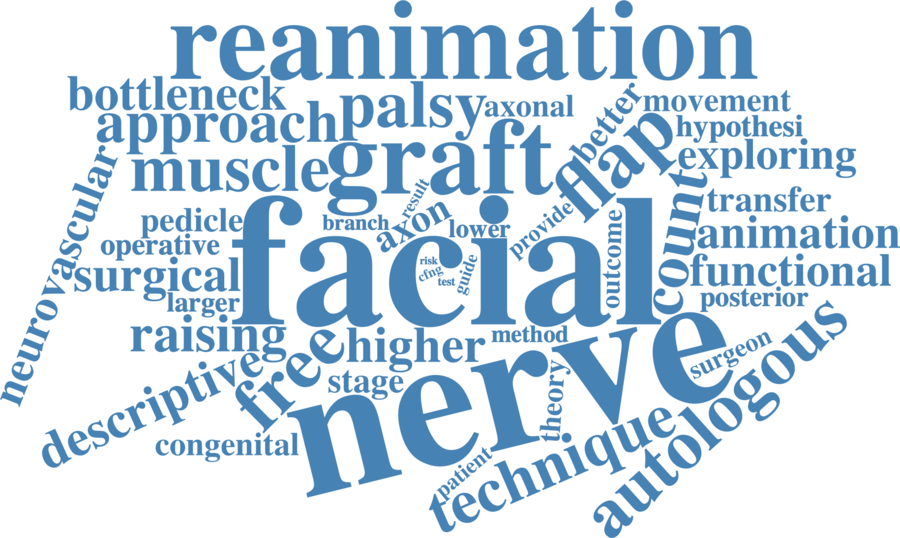 reanimation
bottleneck
palsy
axonal
better
movement
approach
hypothesi
muscle
graft
flap
exploring
neurovascular
result
transfer
pedicle
branch
axon
lower
provide
outcome
count
animation
operative
facial
risk
cfng
test
guide
surgical
functional
larger
posterior
raising
free
higher
method
nerve
surgeon
descriptive
stage
theory
autologous
congenital
patient
technique